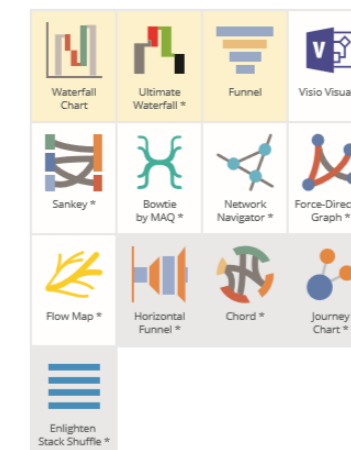 Waterfall
Chart
Ultimate
Waterfall *
Funnel
V
Visio Visua
Sankey *
Bowtie
by MAQ *
Network
Navigator *
Force-Direc
Graph *
Flow Map *
Horizontal
Funnel *
Chord *
Journey
Chart *
Enlighten
Stack Shuffle *